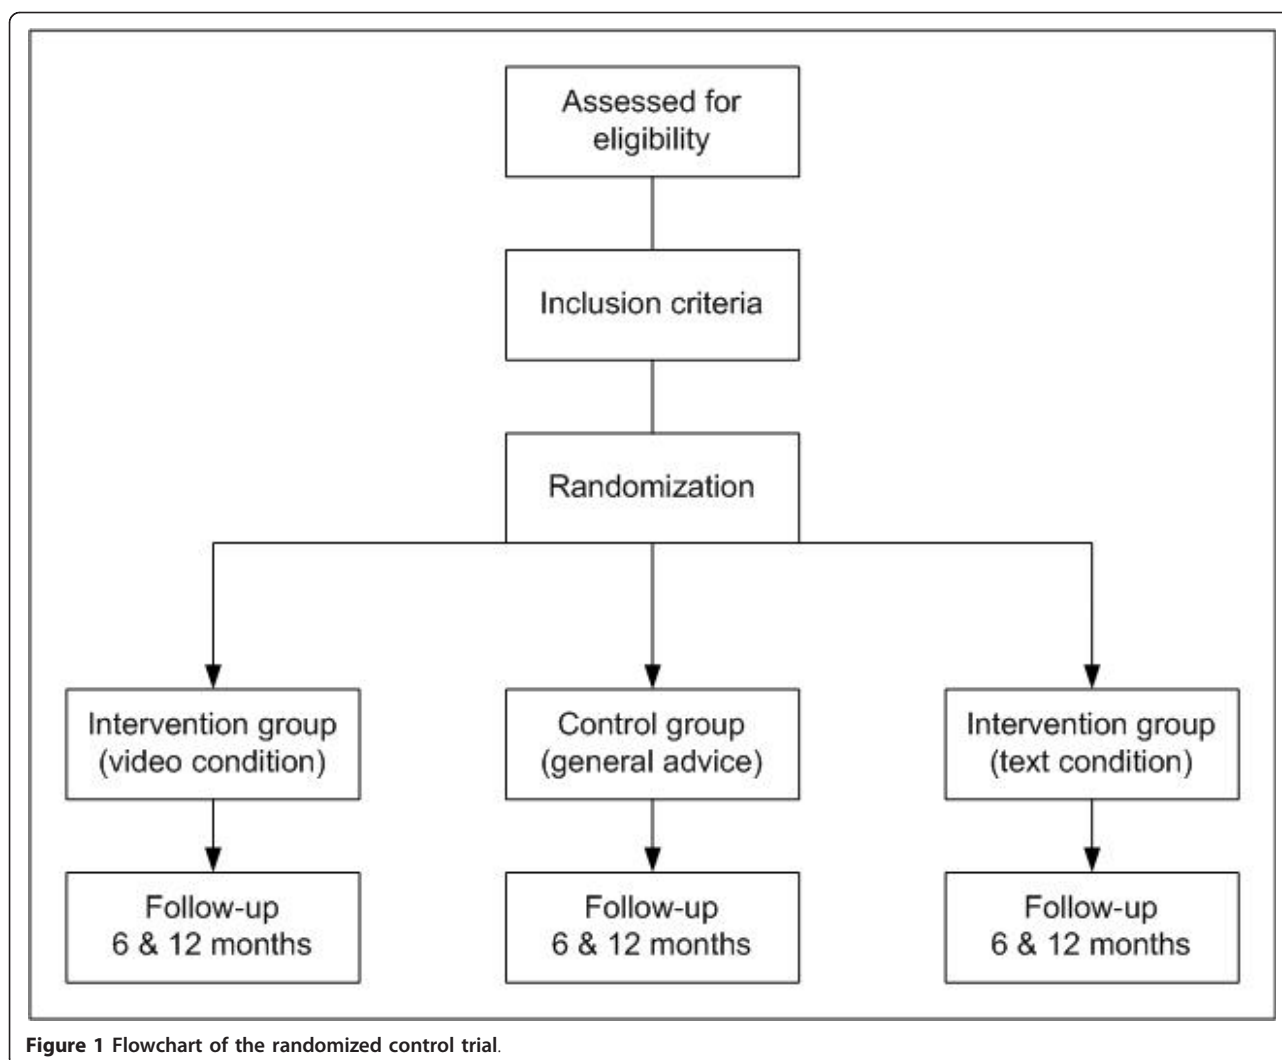 Assessed for
eligibility
Inclusion criteria
Randomization
Intervention group
(video condition)
Control group
(general advice)
Intervention group
(text condition)
Follow-up
6 & 12 months
Follow-up
6 & 12 months
Follow-up
6 & 12 months
Figure 1 Flowchart of the randomized control trial.